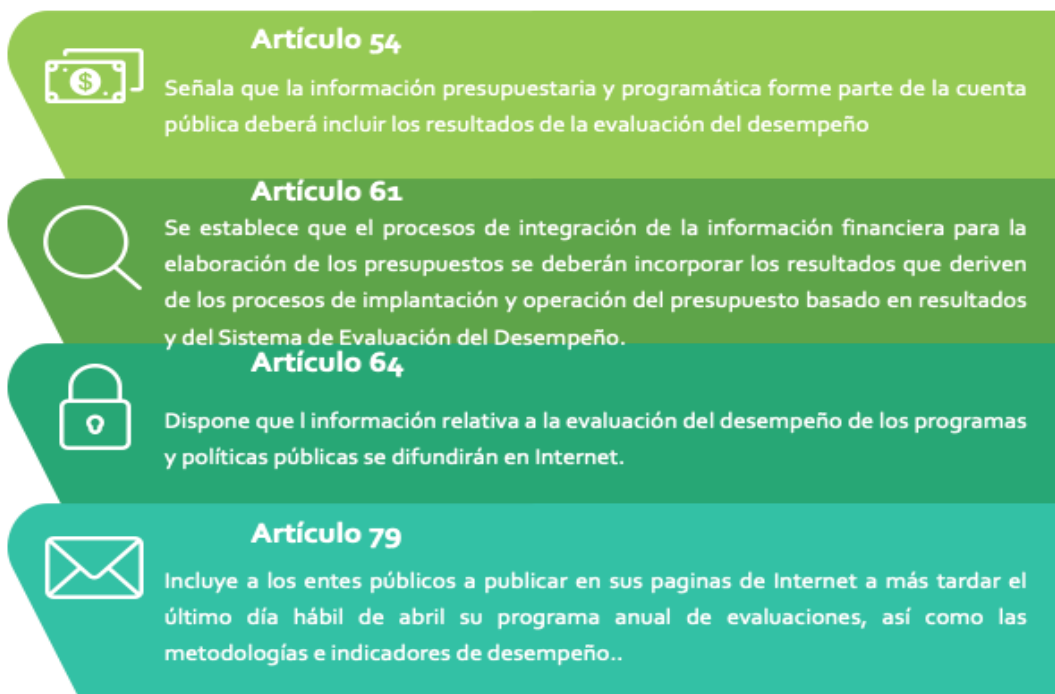 Artículo 54
Señala que la información presupuestaria y programática forme parte de la cuenta
pública deberá incluir los resultados de la evaluación del desempeño
Artículo 61
Se establece que el procesos de integración de la información financiera para la
elaboración de los presupuestos se deberán incorporar los resultados que deriven
de los procesos de implantación y operación del presupuesto basado en resultados
y del Sistema de Evaluación del Desempeño.
Artículo 64
Dispone que l información relativa a la evaluación del desempeño de los programas
y políticas públicas se difundirán en Internet.
Artículo 79
Incluye a los entes públicos a publicar en sus paginas de Internet a más tardar el
último día hábil de abril su programa anual de evaluaciones, así como las
metodologías e indicadores de desempeño..